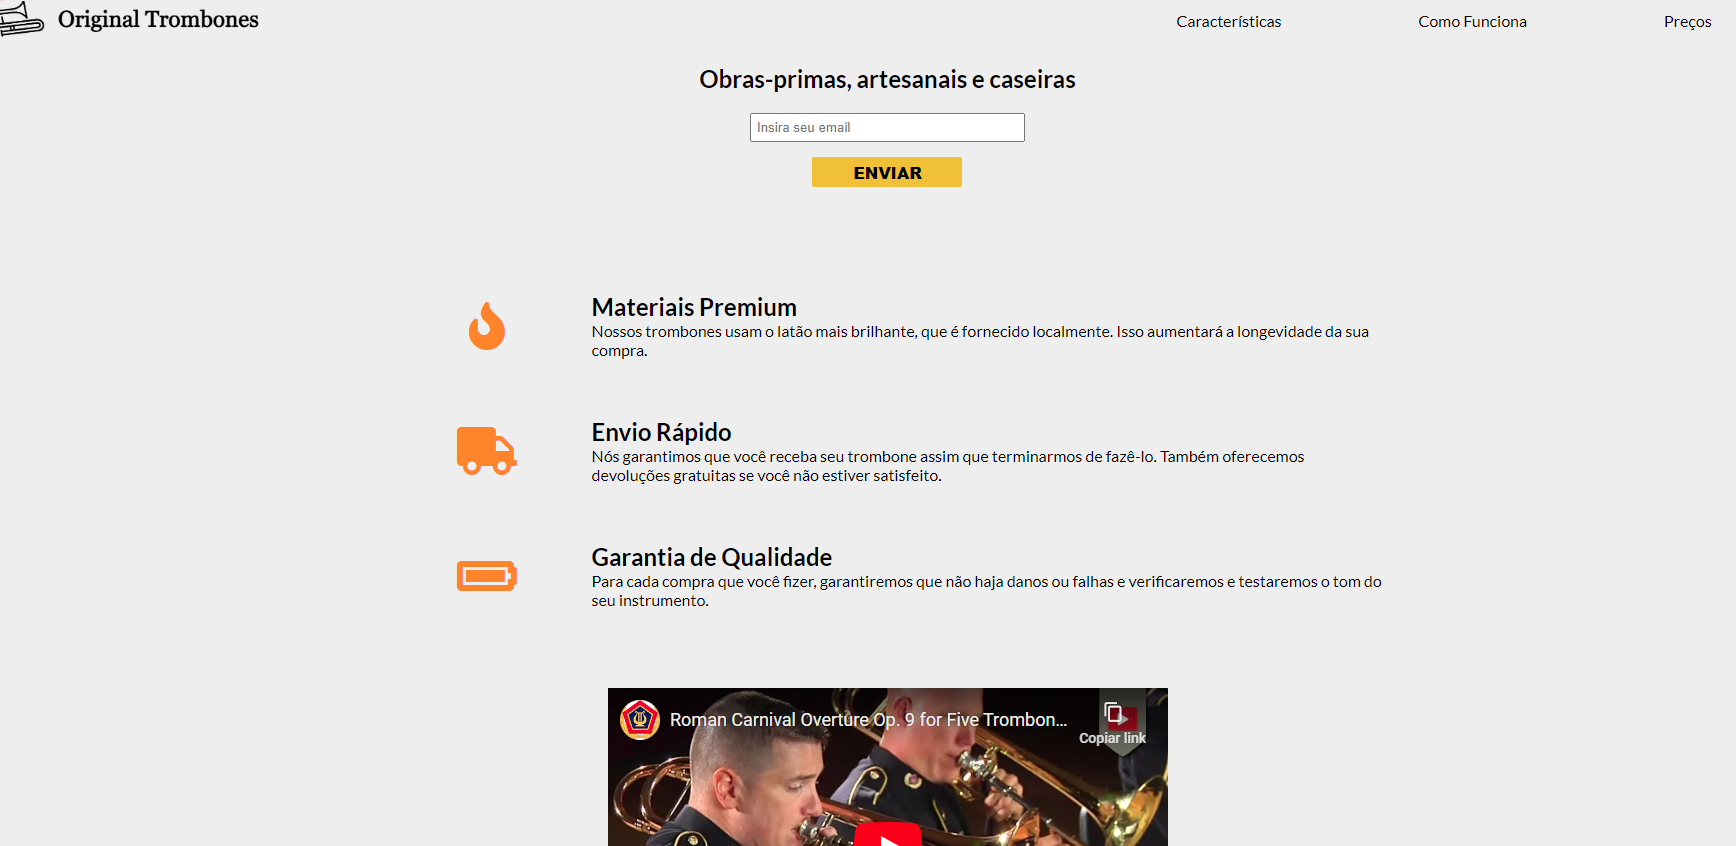 Original Trombones
Características
Como Funciona
Preços
Obras-primas, artesanais e caseiras
Insira seu email
ENVIAR
Materiais Premium
Nossos trombones usam o latão mais brilhante, que é fornecido localmente. Isso aumentará a longevidade da sua
compra.
Envio Rápido
Nós garantimos que você receba seu trombone assim que terminarmos de fazê-lo. Também oferecemos
devoluções gratuitas se você não estiver satisfeito.
Garantia de Qualidade
Para cada compra que você fizer, garantiremos que não haja danos ou falhas e verificaremos e testaremos o tom do
seu instrumento.
Roman Carnival Overture Op. 9 for Five Trombon...
Copiar link